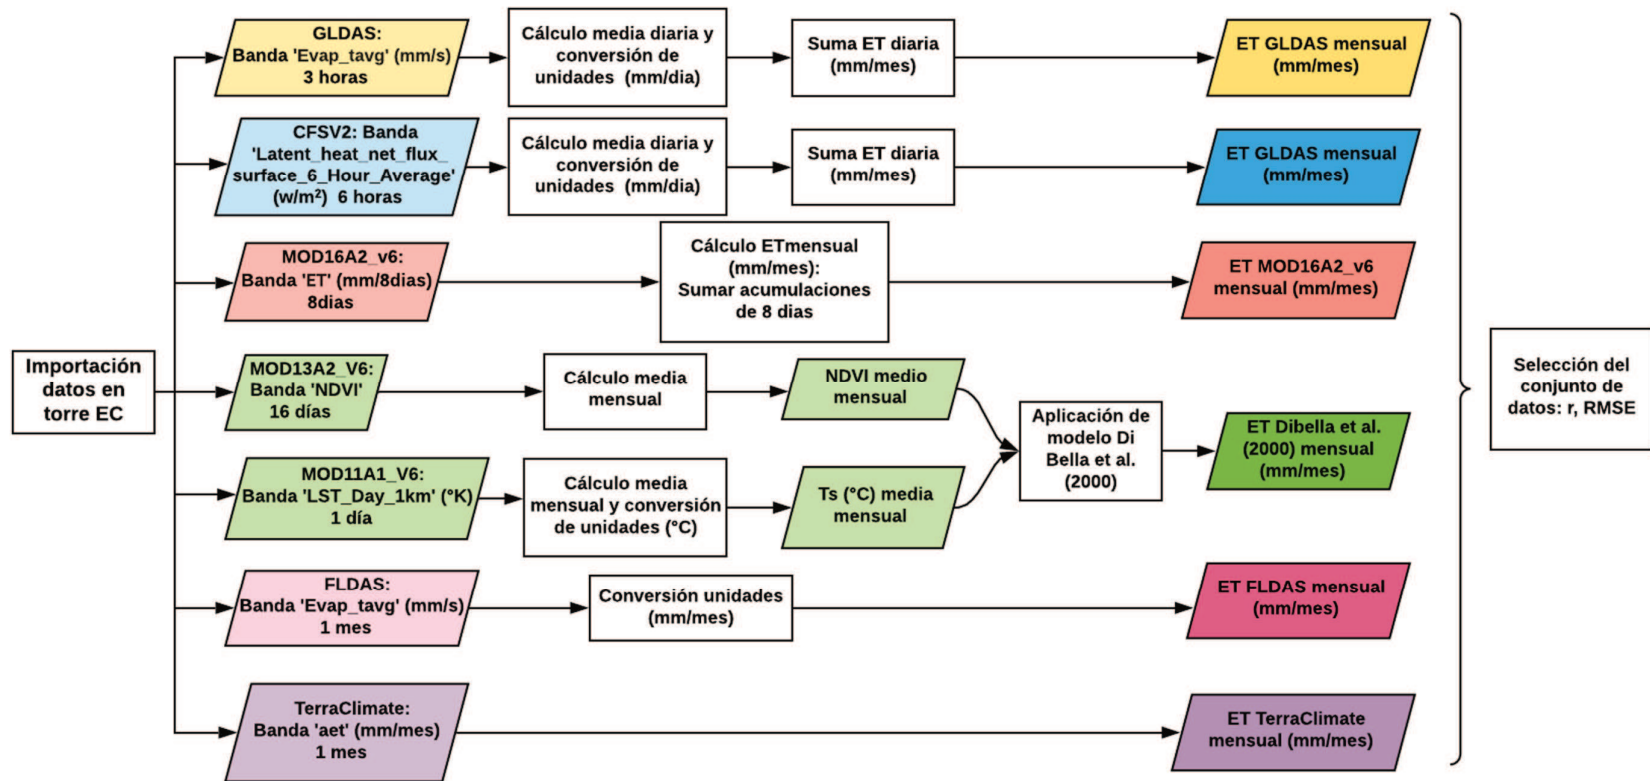 Importación
datos en
torre EC
GLDAS:
Banda 'Evap_tavg' (mm/s)
3 horas
Cálculo media diaria y
conversión de
unidades (mm/dia)
Suma ET diaria
(mm/mes)
ET GLDAS mensual
(mm/mes)
CFSV2: Banda
'Latent_heat_net_flux_
surface_6_Hour_Average'
(w/m²) 6 horas
Cálculo media diaria y
conversión de
unidades (mm/dia)
Suma ET diaria
(mm/mes)
ET GLDAS mensual
(mm/mes)
MOD16A2_v6:
Banda 'ET' (mm/8dias)
8dias
Cálculo ETmensual
(mm/mes):
Sumar acumulaciones
de 8 dias
ET MOD16A2_v6
mensual (mm/mes)
MOD13A2_V6:
Banda 'NDVI'
16 días
Cálculo media
mensual
NDVI medio
mensual
MOD11A1_V6:
Banda 'LST_Day_1km' (°K)
1 día
Cálculo media
mensual y conversión
de unidades (°C)
Ts (°C) media
mensual
Aplicación de
modelo Di
Bella et al.
(2000)
ET Dibella et al.
(2000) mensual
(mm/mes)
FLDAS:
Banda 'Evap_tavg' (mm/s)
1 mes
Conversión unidades
(mm/mes)
ET FLDAS mensual
(mm/mes)
TerraClimate:
Banda 'aet' (mm/mes)
1 mes
ET TerraClimate
mensual (mm/mes)
Selección del
conjunto de
datos: r, RMSE